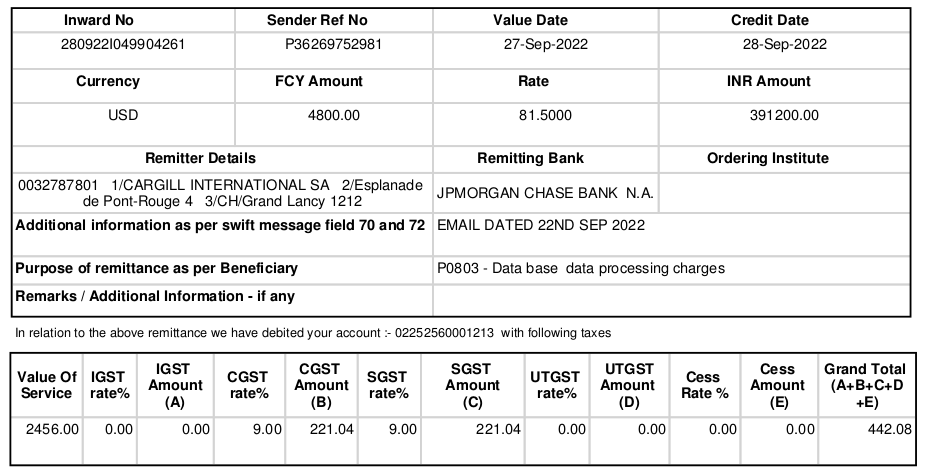 Inward No Sender Ref No Value Date Credit Date
280922I049904261 P36269752981 27-Sep-2022 28-Sep-2022
Currency FCY Amount Rate INR Amount
USD 4800.00 81.5000 391200.00
Remitter Details Remitting Bank Ordering Institute
0032787801 1/CARGILL INTERNATIONAL SA 2/Esplanade
de Pont-Rouge 4 3/CH/Grand Lancy 1212
JPMORGAN CHASE BANK N.A.
Additional information as per swift message field 70 and 72 EMAIL DATED 22ND SEP 2022
Purpose of remittance as per Beneficiary P0803 - Data base data processing charges
Remarks / Additional Information - if any
In relation to the above remittance we have debited your account :- 02252560001213 with following taxes
Value Of Service IGST rate% IGST Amount (A) CGST rate% CGST Amount (B) SGST rate% SGST Amount (C) UTGST rate% UTGST Amount (D) Cess Rate % Cess Amount (E) Grand Total (A+B+C+D +E)
2456.00 0.00 0.00 9.00 221.04 9.00 221.04 0.00 0.00 0.00 0.00 442.08